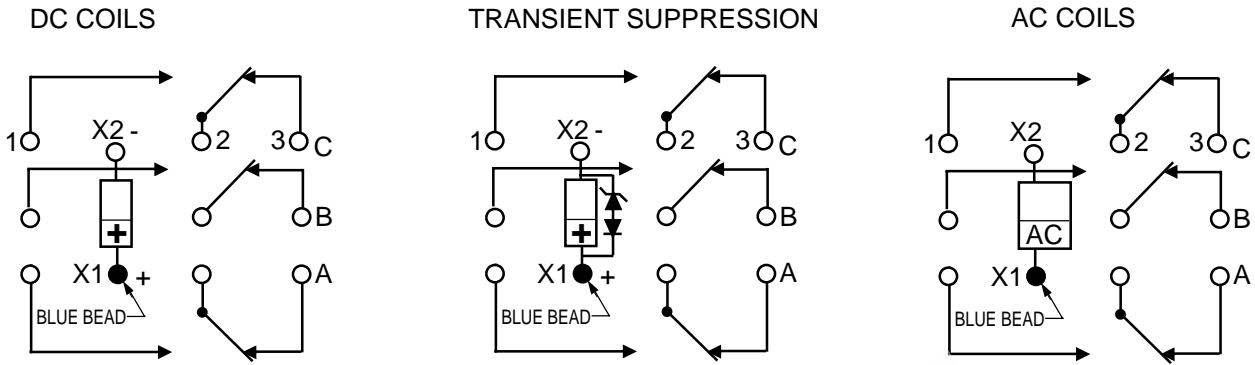 DC COILS
TRANSIENT SUPPRESSION
AC COILS
1
X2 -
2
3
C
B
+
X1
+
A
BLUE BEAD
1
X2 -
2
3
C
B
+
X1
+
A
BLUE BEAD
1
X2
2
3
C
B
AC
X1
A
BLUE BEAD